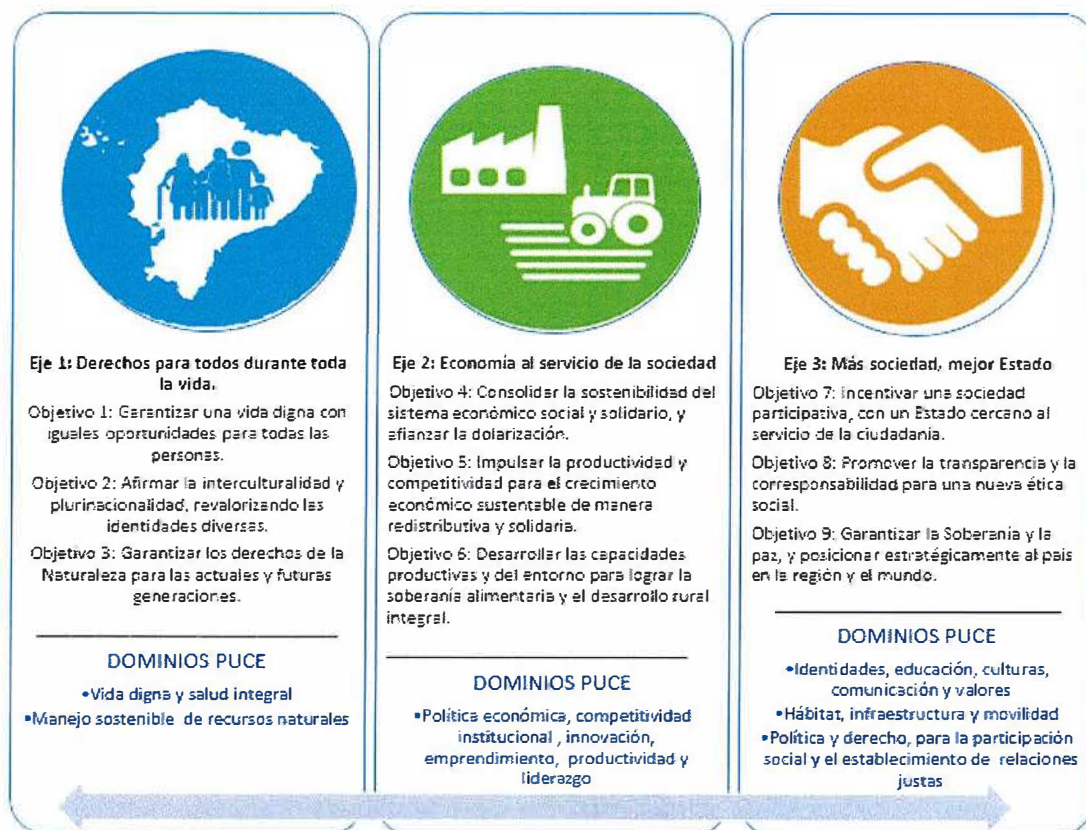 Eje 1: Derechos para todos durante toda
la vida.
Objetivo 1: Garantizar una vida digna con
iguales oportunidades para todas las
personas.
Objetivo 2: Afirmar la interculturalidad y
plurinacionalidad, revalorizando las
identidades diversas.
Objetivo 3: Garantizar los derechos de la
Naturaleza para las actuales y futuras
generaciones.
DOMINIOS PUCE
•Vida digna y salud integral
•Manejo sostenible de recursos naturales
Eje 2: Economía al servicio de la sociedad
Objetivo 4: Consolidar la sostenibilidad del
sistema económico social y solidario, y
afianzar la dolarización.
Objetivo 5: Impulsar la productividad y
competitividad para el crecimiento
económico sustentable de manera
redistributiva y solidaria.
Objetivo 6: Desarrollar las capacidades
productivas y del entorno para lograr la
soberanía alimentaria y el desarrollo rural
integral.
DOMINIOS PUCE
•Política económica, competividad
institucional , innovación,
emprendimiento, productividad y
liderazgo
Eje 3: Más sociedad, mejor Estado
Objetivo 7: Incentivar una sociedad
participativa, con un Estado cercano al
servicio de la ciudadanía.
Objetivo 8: Promover la transparencia y la
corresponsabilidad para una nueva ética
social.
Objetivo 9: Garantizar la Soberanía y la
paz, y posicionar estratégicamente al país
en la región y el mundo.
DOMINIOS PUCE
•Identidades, educación, culturas,
comunicación y valores
•Hábitat, infraestructura y movilidad
•Política y derecho, para la participación
social y el establecimiento de relaciones
justas